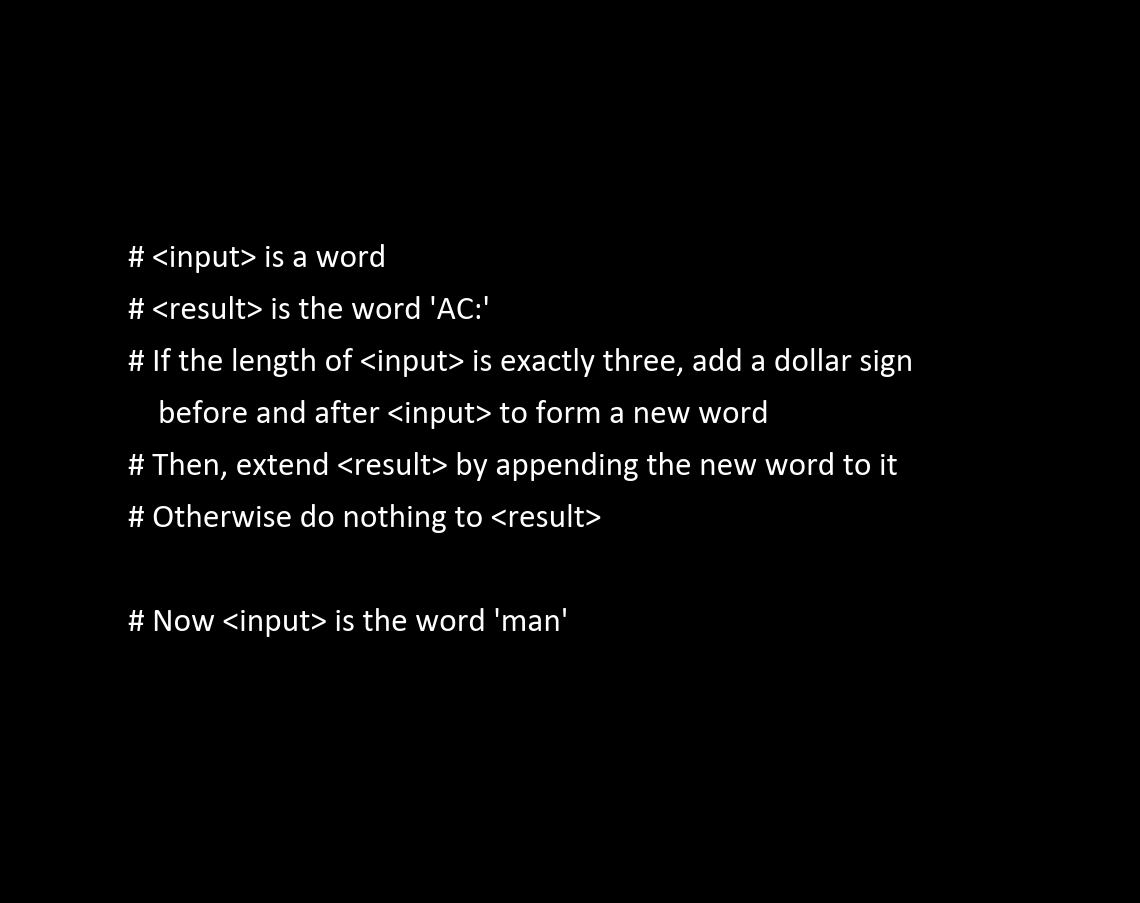 # <input> is a word
# <result> is the word 'AC:'
# If the length of <input> is exactly three, add a dollar sign
before and after <input> to form a new word
# Then, extend <result> by appending the new word to it
# Otherwise do nothing to <result>
# Now <input> is the word 'man'